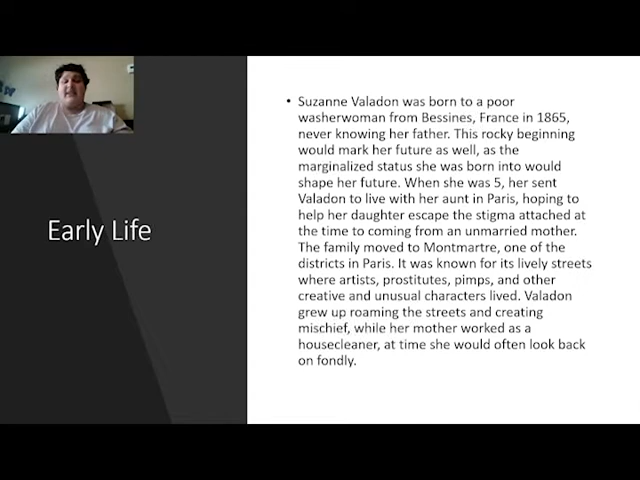 Early Life
• Suzanne Valadon was born to a poor
washerwoman from Bessines, France in 1865,
never knowing her father. This rocky beginning
would mark her future as well, as the
marginalized status she was born into would
shape her future. When she was 5, her sent
Valadon to live with her aunt in Paris, hoping to
help her daughter escape the stigma attached at
the time to coming from an unmarried mother.
The family moved to Montmartre, one of the
districts in Paris. It was known for its lively streets
where artists, prostitutes, pimps, and other
creative and unusual characters lived. Valadon
grew up roaming the streets and creating
mischief, while her mother worked as a
housecleaner, at time she would often look back
on fondly.